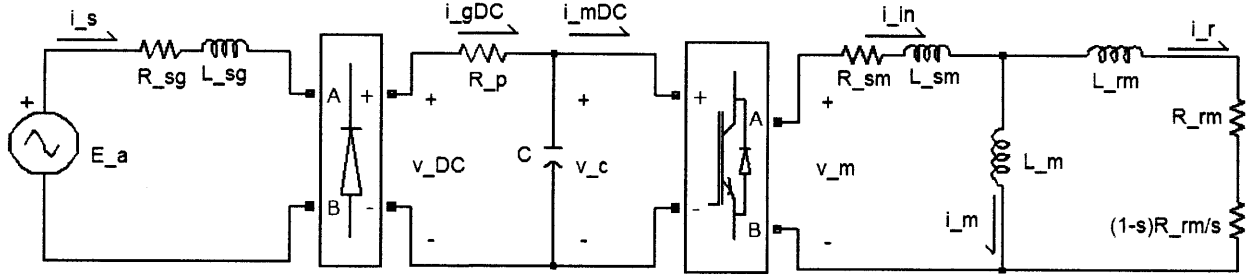 i_s
i_gDC
i_mDC
i_in
i_r
R_sg
L_sg
R_p
R_sm
L_sm
L_rm
+
A
+
+
+
+
A
+
R_rm
E_a
v_DC
C
v_c
v_m
L_m
B
-
-
-
-
B
-
i_m
(1-s)R_rm/s